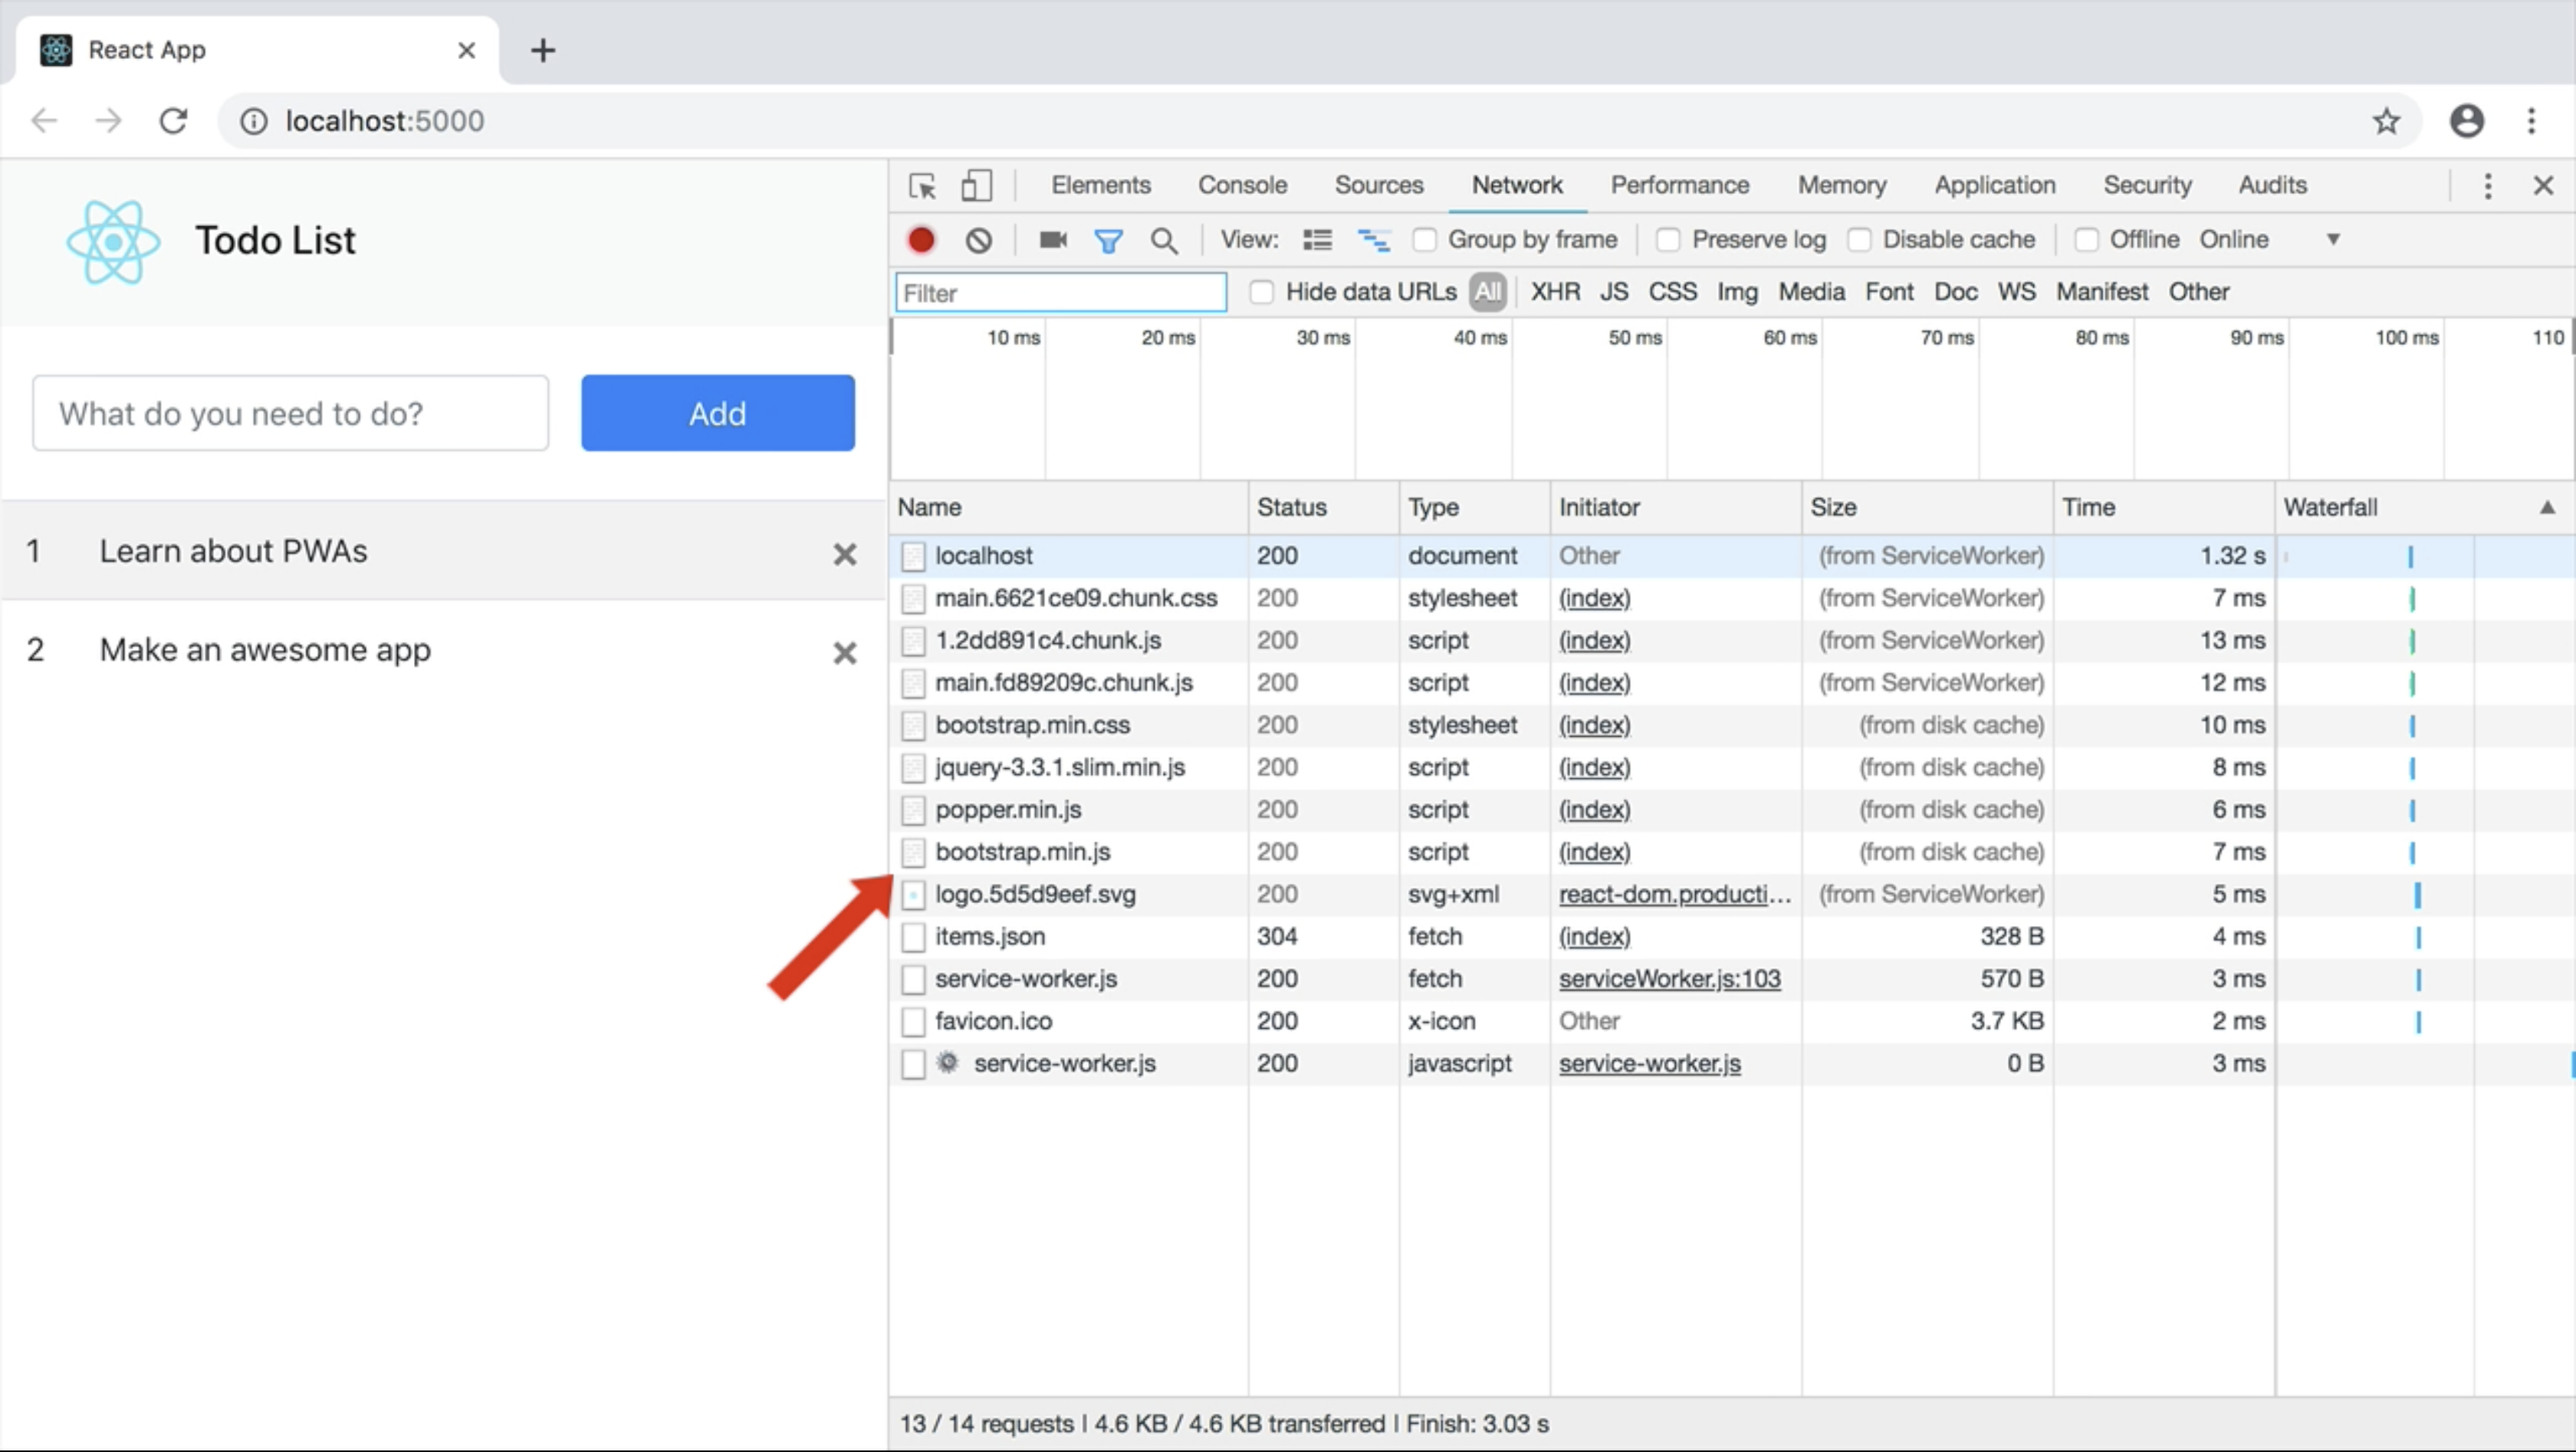 React App
localhost:5000
Todo List
What do you need to do?
Add
1 Learn about PWAs
2 Make an awesome app
Elements Console Sources Network Performance Memory Application Security Audits
View: Group by frame Preserve log Disable cache Offline Online
Filter Hide data URLs All XHR JS CSS Img Media Font Doc WS Manifest Other
10 ms 20 ms 30 ms 40 ms 50 ms 60 ms 70 ms 80 ms 90 ms 100 ms 110
Name Status Type Initiator Size Time Waterfall
localhost 200 document Other (from ServiceWorker) 1.32 s
main.6621ce09.chunk.css 200 stylesheet (index) (from ServiceWorker) 7 ms
1.2dd891c4.chunk.js 200 script (index) (from ServiceWorker) 13 ms
main.fd89209c.chunk.js 200 script (index) (from ServiceWorker) 12 ms
bootstrap.min.css 200 stylesheet (index) (from disk cache) 10 ms
jquery-3.3.1.slim.min.js 200 script (index) (from disk cache) 8 ms
popper.min.js 200 script (index) (from disk cache) 6 ms
bootstrap.min.js 200 script (index) (from disk cache) 7 ms
logo.5d5d9eef.svg 200 svg+xml react-dom.producti... (from ServiceWorker) 5 ms
items.json 304 fetch (index) 328 B 4 ms
service-worker.js 200 fetch serviceWorker.js:103 570 B 3 ms
favicon.ico 200 x-icon Other 3.7 KB 2 ms
service-worker.js 200 javascript service-worker.js 0 B 3 ms
13 / 14 requests | 4.6 KB / 4.6 KB transferred | Finish: 3.03 s